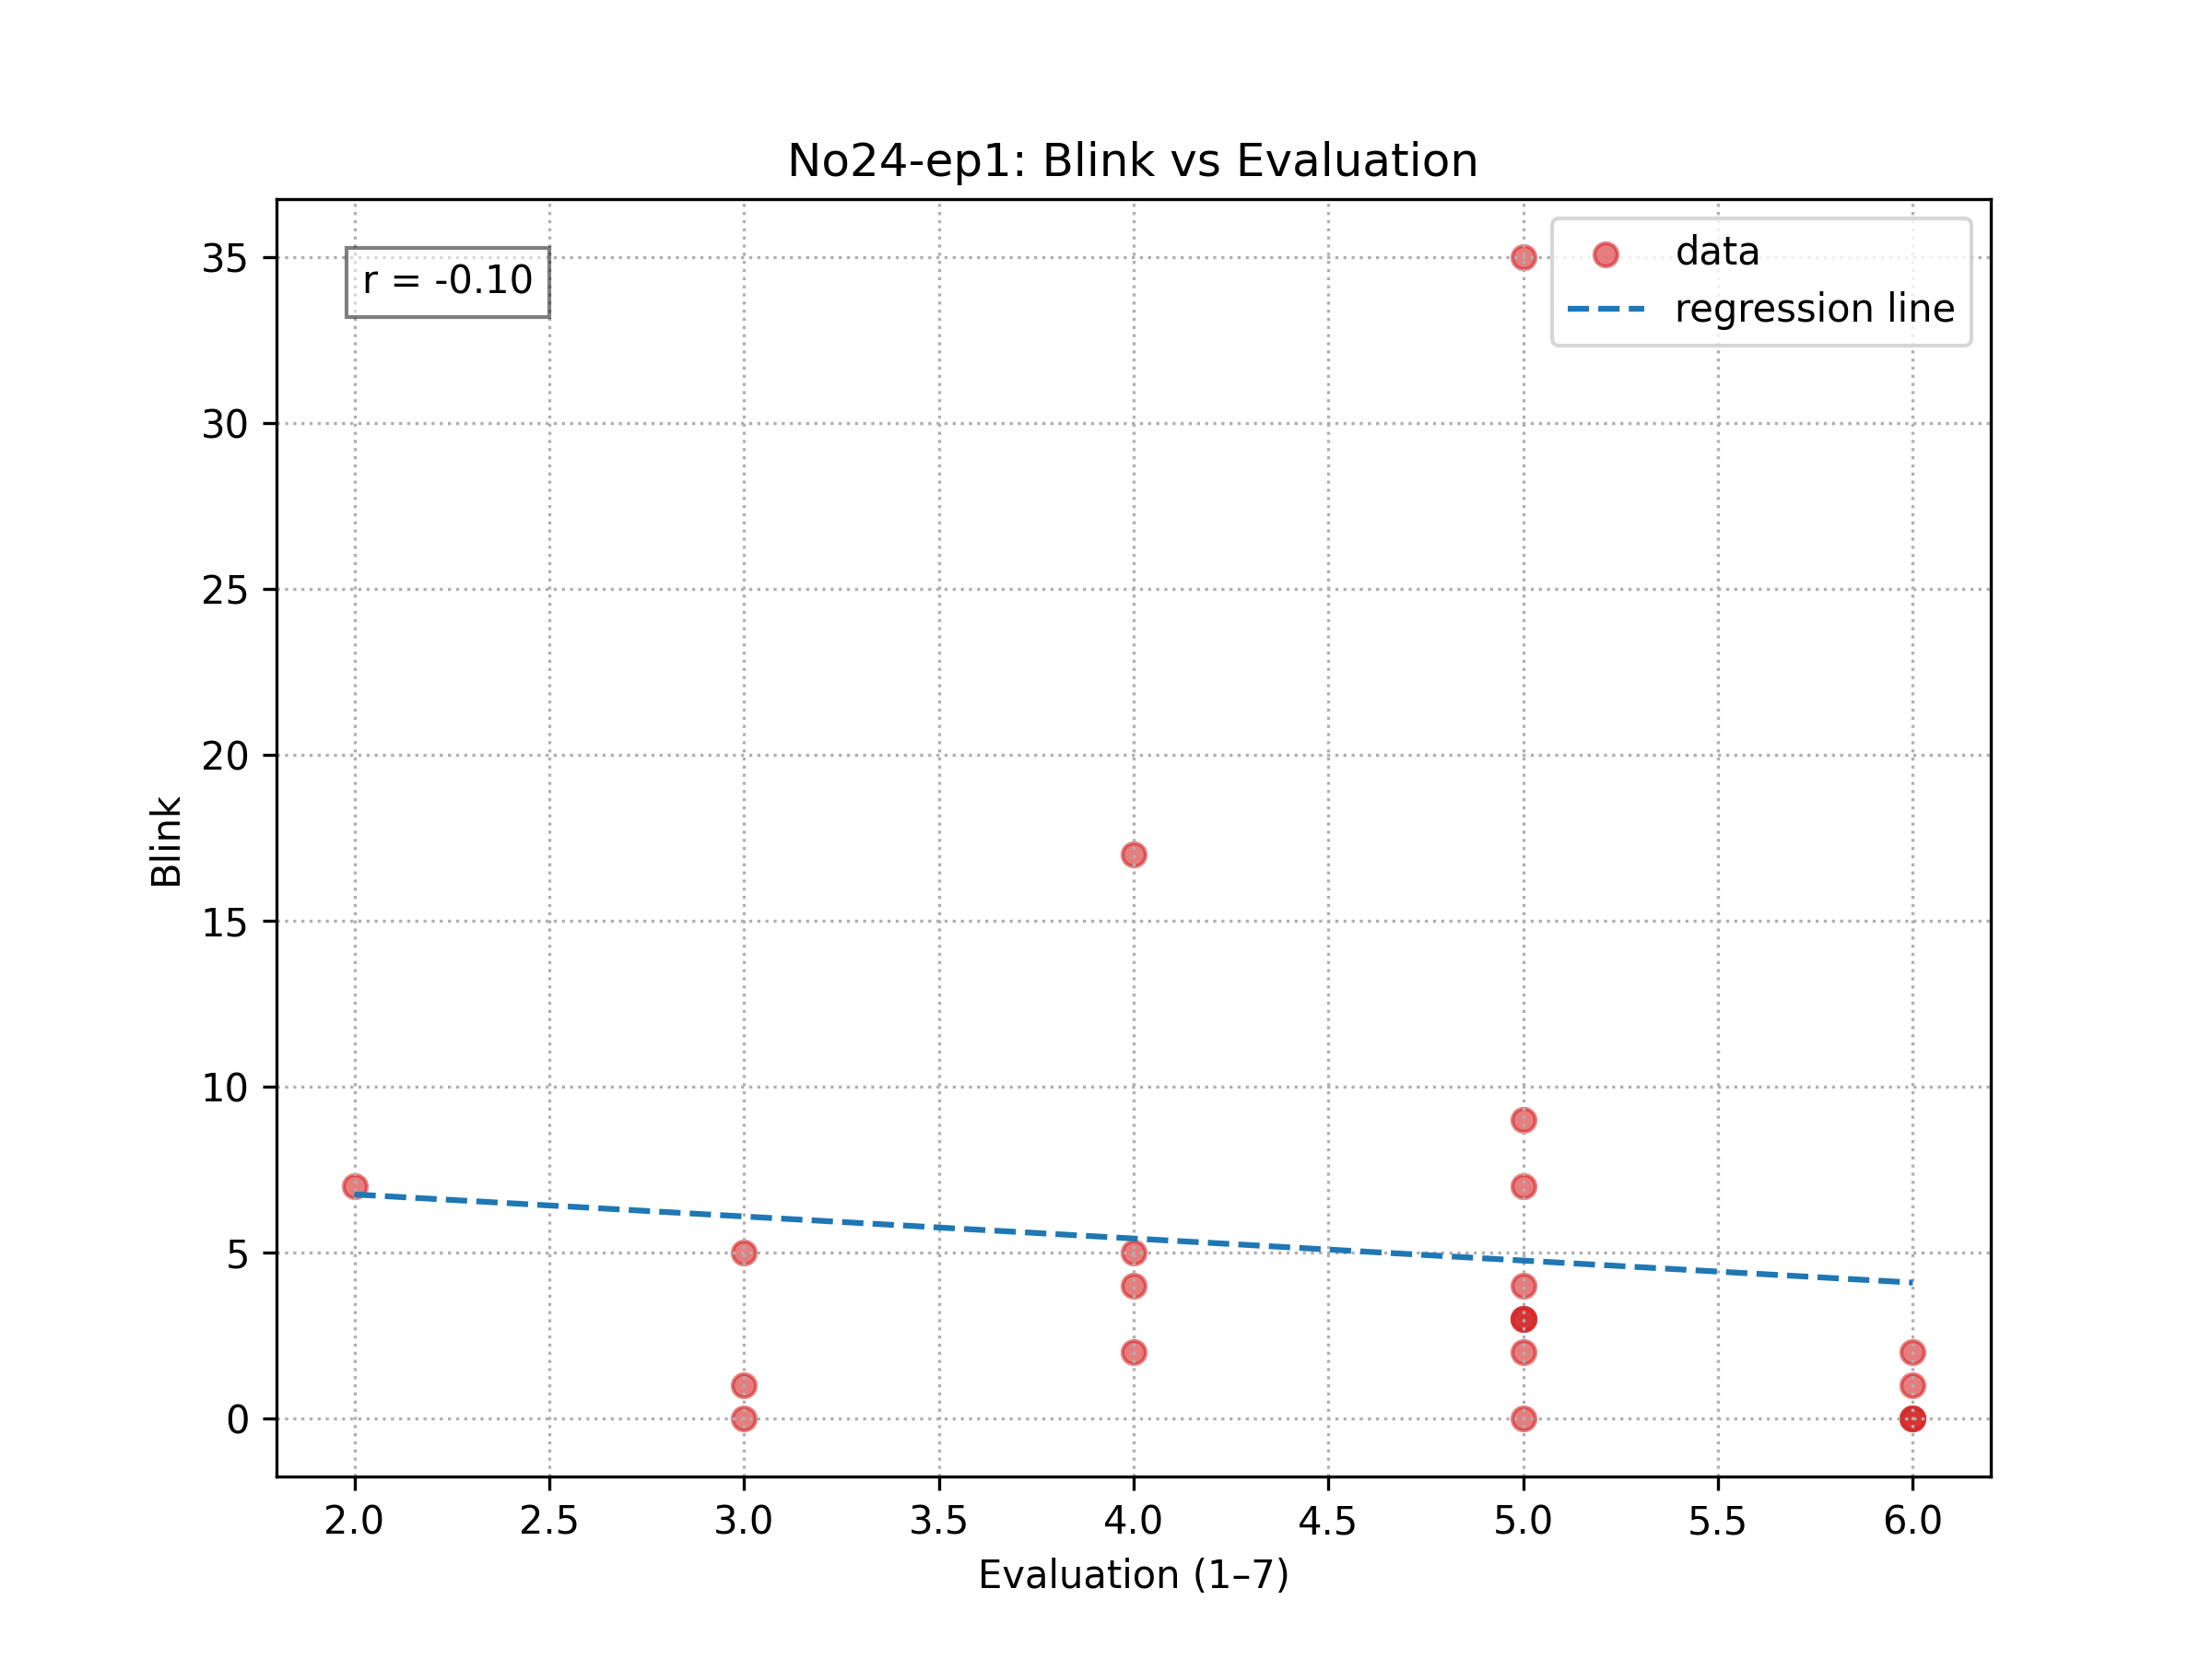 No24-ep1: Blink vs Evaluation
r = -0.10
data
regression line
35
30
25
20
15
10
5
0
Blink
2.0 2.5 3.0 3.5 4.0 4.5 5.0 5.5 6.0
Evaluation (1–7)